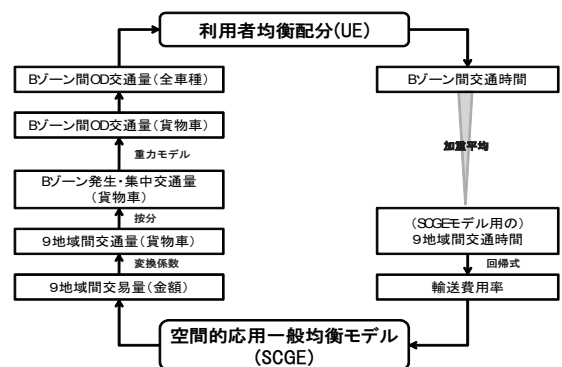 利用者均衡配分(UE)
Bゾーン間OD交通量(全車種)
Bゾーン間OD交通量(貨物車)
重力モデル
Bゾーン発生・集中交通量
(貨物車)
按分
9地域間交通量(貨物車)
変換係数
9地域間交易量(金額)
Bゾーン間交通時間
加重平均
(SCGEモデル用の)
9地域間交通時間
回帰式
輸送費用率
空間的応用一般均衡モデル
(SCGE)